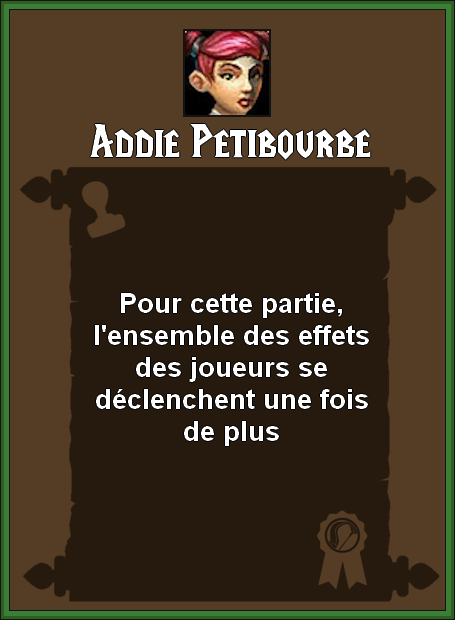 Addie Petibourbe
Pour cette partie,
l'ensemble des effets
des joueurs se
déclenchent une fois
de plus